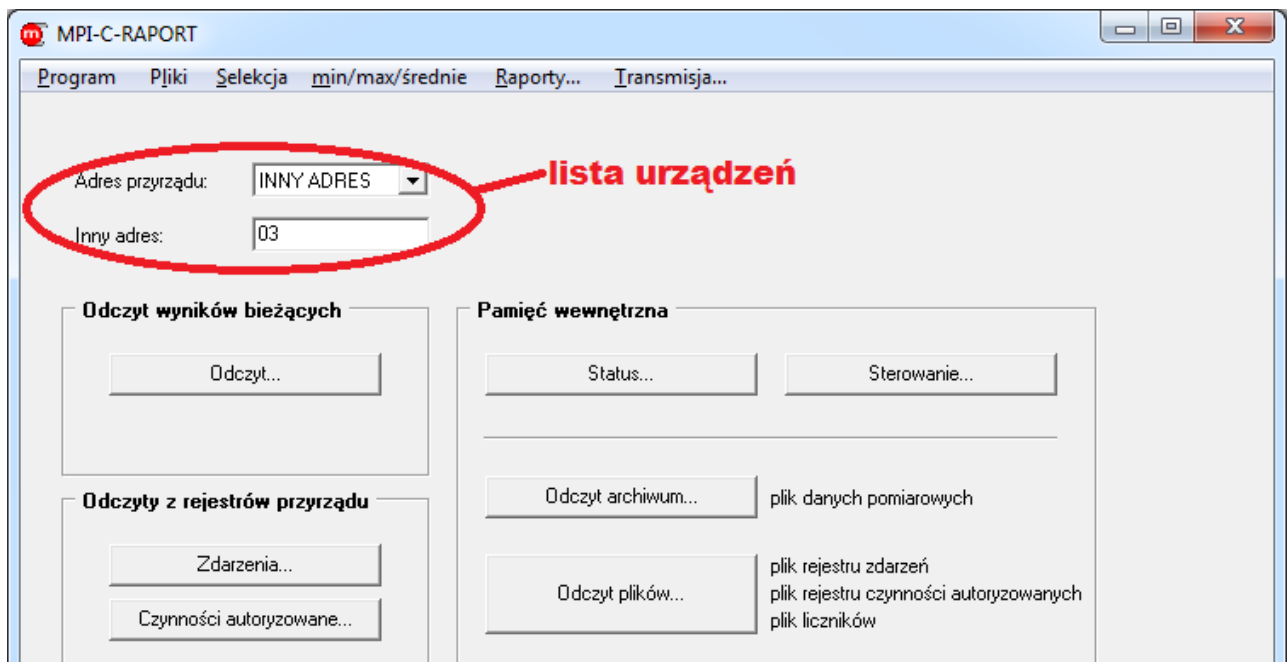 MPI-C-RAPORT
Program Pliki Selekcja min/max/średnie Raporty... Transmisja...
Adres przyrządu: INNY ADRES
lista urządzeń
Inny adres: 03
Odczyt wyników bieżących
Odczyt...
Pamięć wewnętrzna
Status... Sterowanie...
Odczyt archiwum... plik danych pomiarowych
Odczyty z rejestrów przyrządu
Zdarzenia...
Czynności autoryzowane...
Odczyt plików...
plik rejestru zdarzeń
plik rejestru czynności autoryzowanych
plik liczników